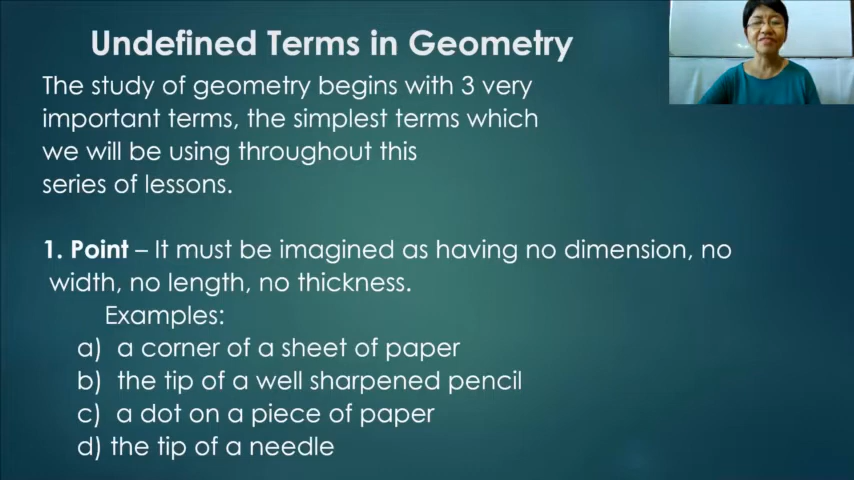 Undefined Terms in Geometry
The study of geometry begins with 3 very
important terms, the simplest terms which
we will be using throughout this
series of lessons.
1. Point – It must be imagined as having no dimension, no
width, no length, no thickness.
Examples:
a) a corner of a sheet of paper
b) the tip of a well sharpened pencil
c) a dot on a piece of paper
d) the tip of a needle